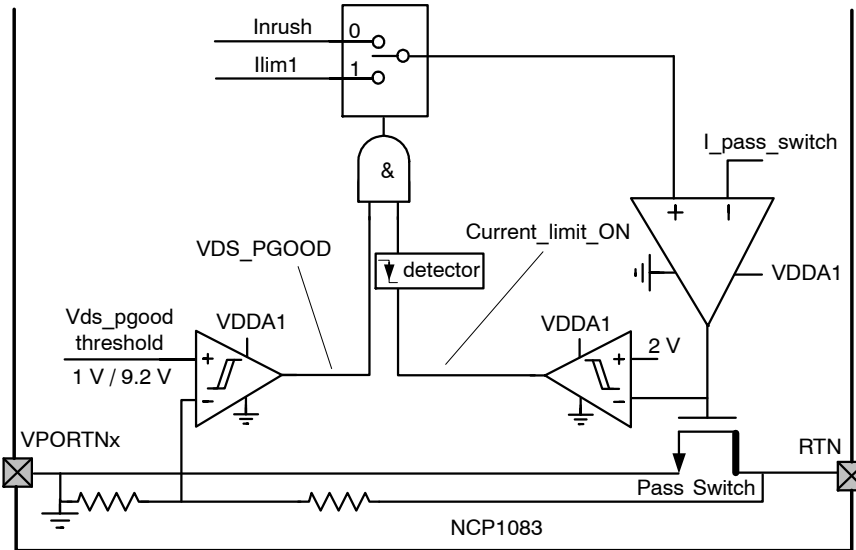 Inrush
0
Ilim1
1
I_pass_switch
&
+ –
Current_limit_ON
VDS_PGOOD
detector
VDDA1
Vds_pgood
threshold
VDDA1
VDDA1
+
+
2 V
1 V / 9.2 V
–
–
VPORTNx
RTN
Pass Switch
NCP1083